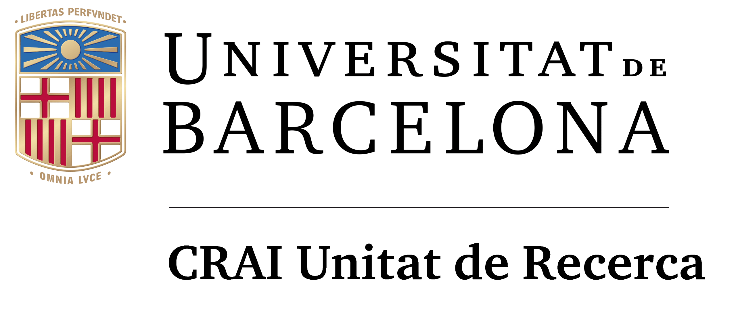 · LIBERTAS PERFVNDET ·
UNIVERSITAT DE
BARCELONA
· OMNIA LVCE ·
CRAI Unitat de Recerca